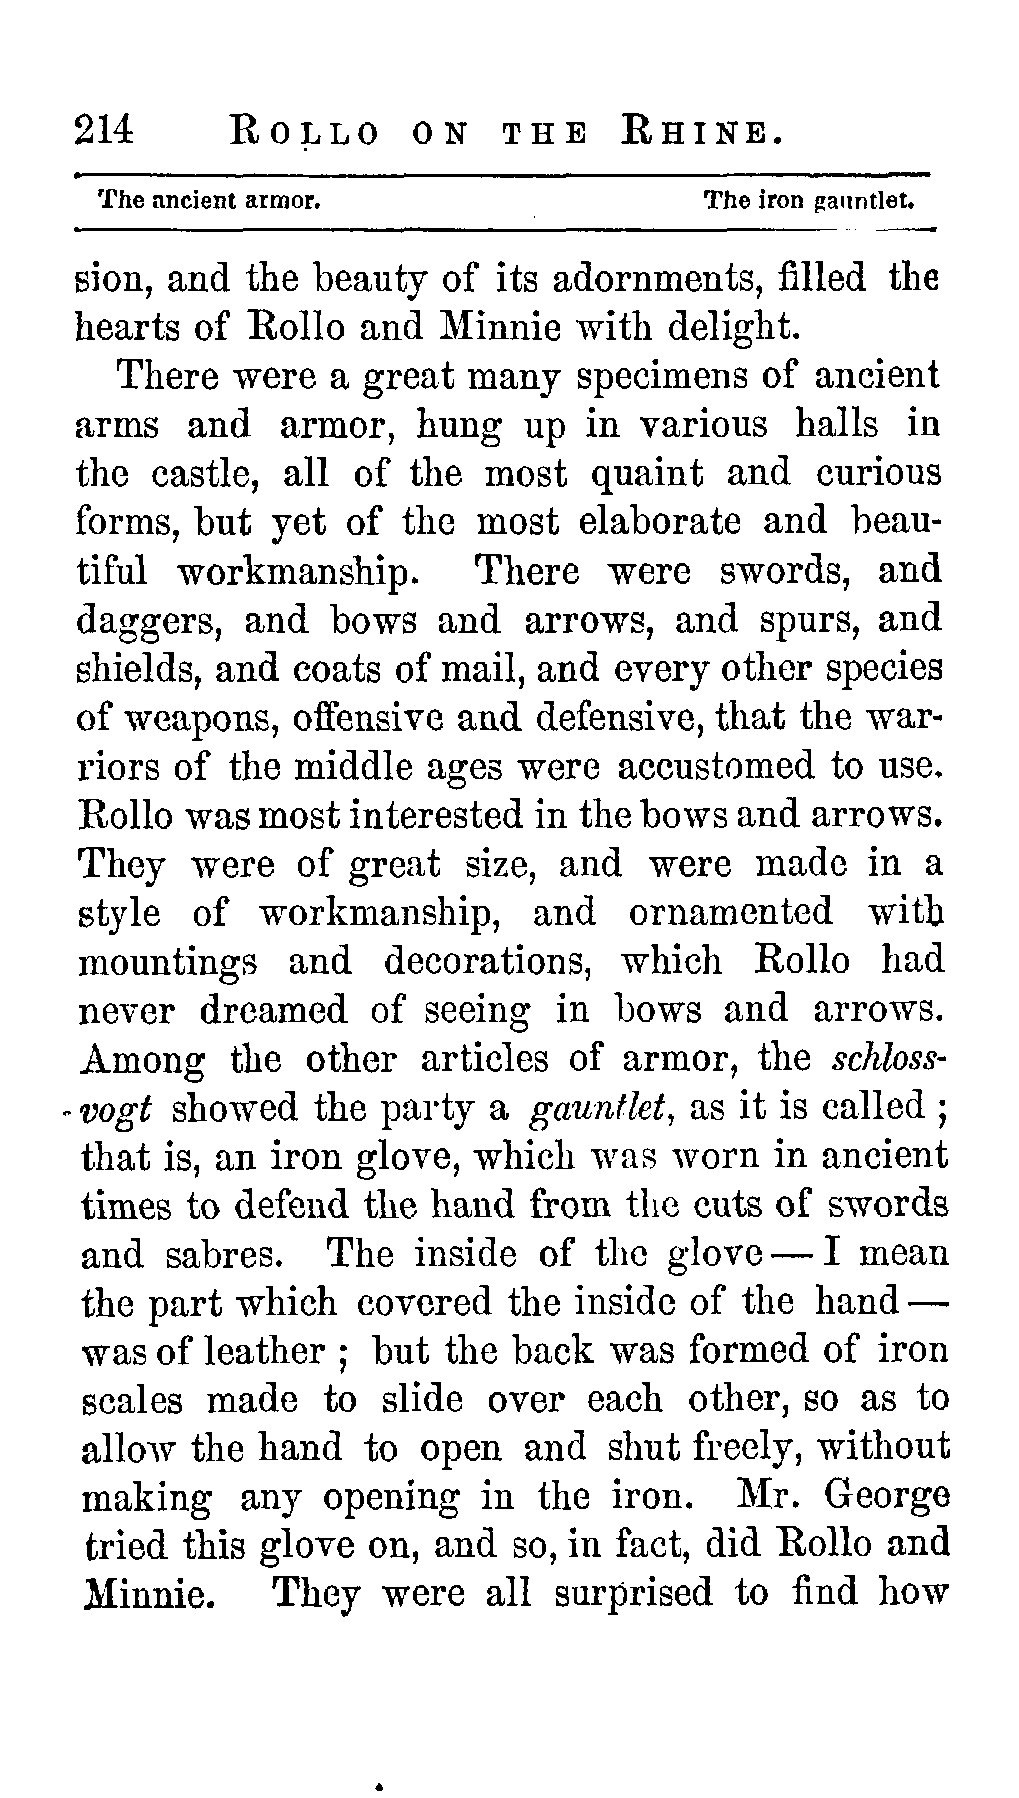 214 ROLLO ON THE RHINE.
The ancient armor. The iron gauntlet.
sion, and the beauty of its adornments, filled the
hearts of Rollo and Minnie with delight.
There were a great many specimens of ancient
arms and armor, hung up in various halls in
the castle, all of the most quaint and curious
forms, but yet of the most elaborate and beau-
tiful workmanship. There were swords, and
daggers, and bows and arrows, and spurs, and
shields, and coats of mail, and every other species
of weapons, offensive and defensive, that the war-
riors of the middle ages were accustomed to use.
Rollo was most interested in the bows and arrows.
They were of great size, and were made in a
style of workmanship, and ornamented with
mountings and decorations, which Rollo had
never dreamed of seeing in bows and arrows.
Among the other articles of armor, the schloss-
vogt showed the party a gauntlet, as it is called ;
that is, an iron glove, which was worn in ancient
times to defend the hand from the cuts of swords
and sabres. The inside of the glove — I mean
the part which covered the inside of the hand —
was of leather ; but the back was formed of iron
scales made to slide over each other, so as to
allow the hand to open and shut freely, without
making any opening in the iron. Mr. George
tried this glove on, and so, in fact, did Rollo and
Minnie. They were all surprised to find how